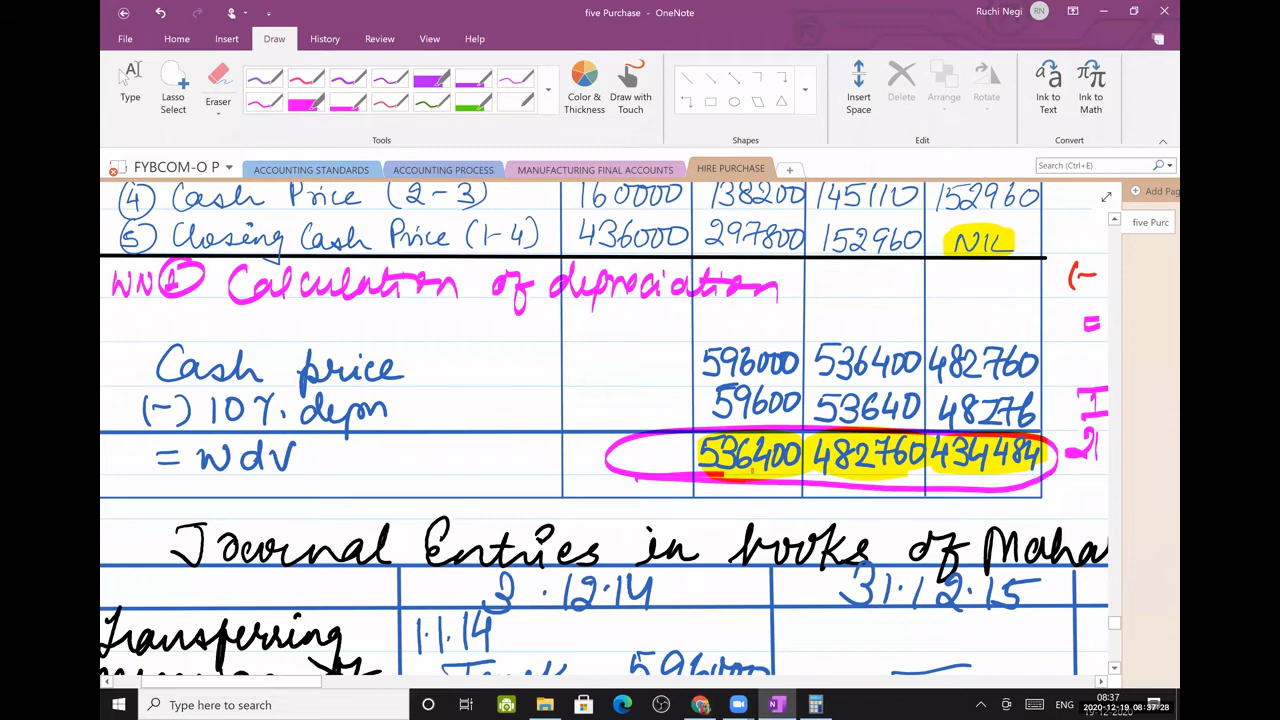 five Purchase - OneNote
Ruchi Negi
RN
File Home Insert Draw History Review View Help
Type
Lasso Select
Eraser
Color & Thickness
Draw with Touch
Insert Space
Delete
Arrange
Rotate
Ink to Text
Ink to Math
Tools
Shapes
Edit
Convert
FYBCOM-O P
ACCOUNTING STANDARDS
ACCOUNTING PROCESS
MANUFACTURING FINAL ACCOUNTS
HIRE PURCHASE
Search (Ctrl+E)
Add Pag
five Purc
④ Cash Price (2-3) 160000 138200 145110 152960
⑤ Closing Cash Price (1-4) 436000 297800 152960 NIL
Calculation of depreciation
(-
=
Cash price 596000 536400 482760
(-) 10%. depn 59600 53640 48276
= wdv 536400 482760 434484
Journal Entries in books of Maha
3 .12.14 31.12.15
Transferring 1.1.14
596000
Type here to search
ENG
08:37
19-12-2020
2020-12-19 08:37:28